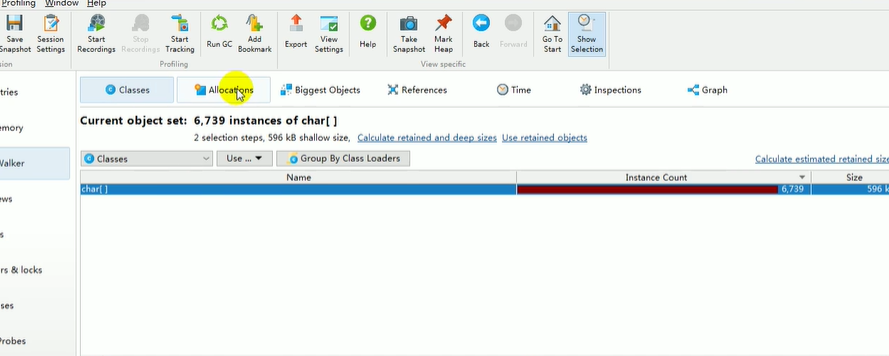 Profiling Window Help
Save Snapshot
Session Settings
Start Recordings
Stop Recordings
Start Tracking
Run GC
Add Bookmark
Export
View Settings
Help
Take Snapshot
Mark Heap
Back
Forward
Go To Start
Show Selection
sion
Profiling
View specific
tries
emory
Walker
ews
s
rs & locks
ses
Probes
Classes
Allocations
Biggest Objects
References
Time
Inspections
Graph
Current object set: 6,739 instances of char[ ]
2 selection steps, 596 kB shallow size, Calculate retained and deep sizes Use retained objects
Classes
Use ...
Group By Class Loaders
Calculate estimated retained size
Name Instance Count Size
char[ ] 6,739 596 k